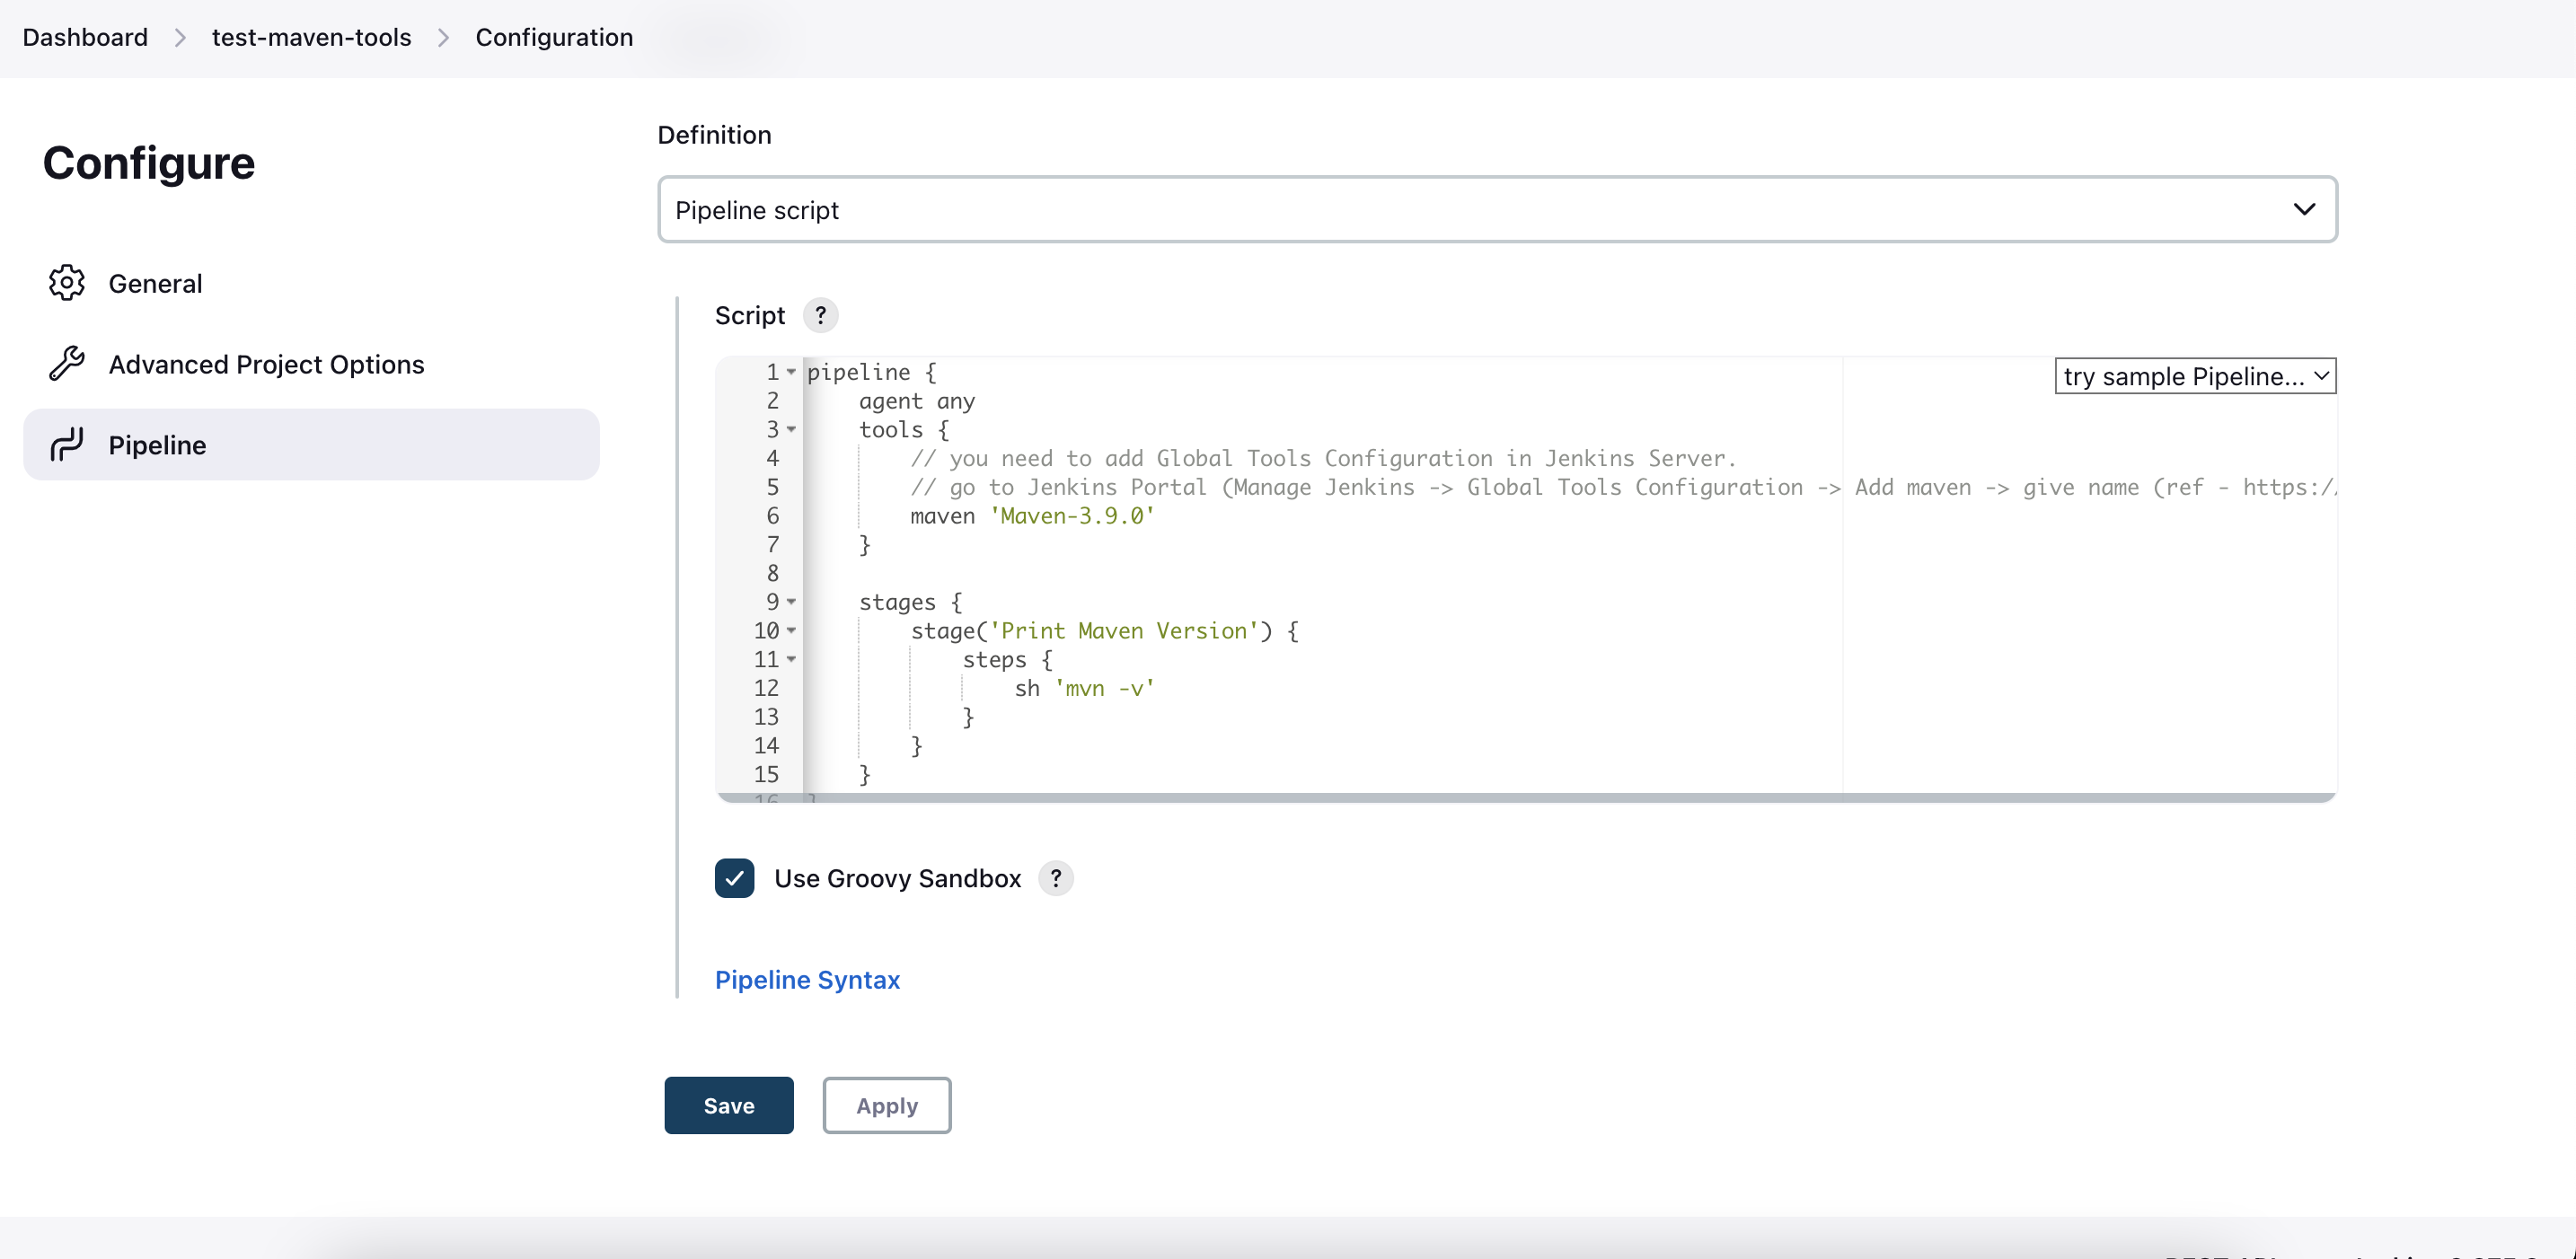 Dashboard > test-maven-tools > Configuration
Configure
General
Advanced Project Options
Pipeline
Definition
Pipeline script
Script ?
try sample Pipeline...
1 pipeline {
2 agent any
3 tools {
4 // you need to add Global Tools Configuration in Jenkins Server.
5 // go to Jenkins Portal (Manage Jenkins -> Global Tools Configuration -> Add maven -> give name (ref - https:/
6 maven 'Maven-3.9.0'
7 }
8
9 stages {
10 stage('Print Maven Version') {
11 steps {
12 sh 'mvn -v'
13 }
14 }
15 }
16 }
Use Groovy Sandbox ?
Pipeline Syntax
Save
Apply